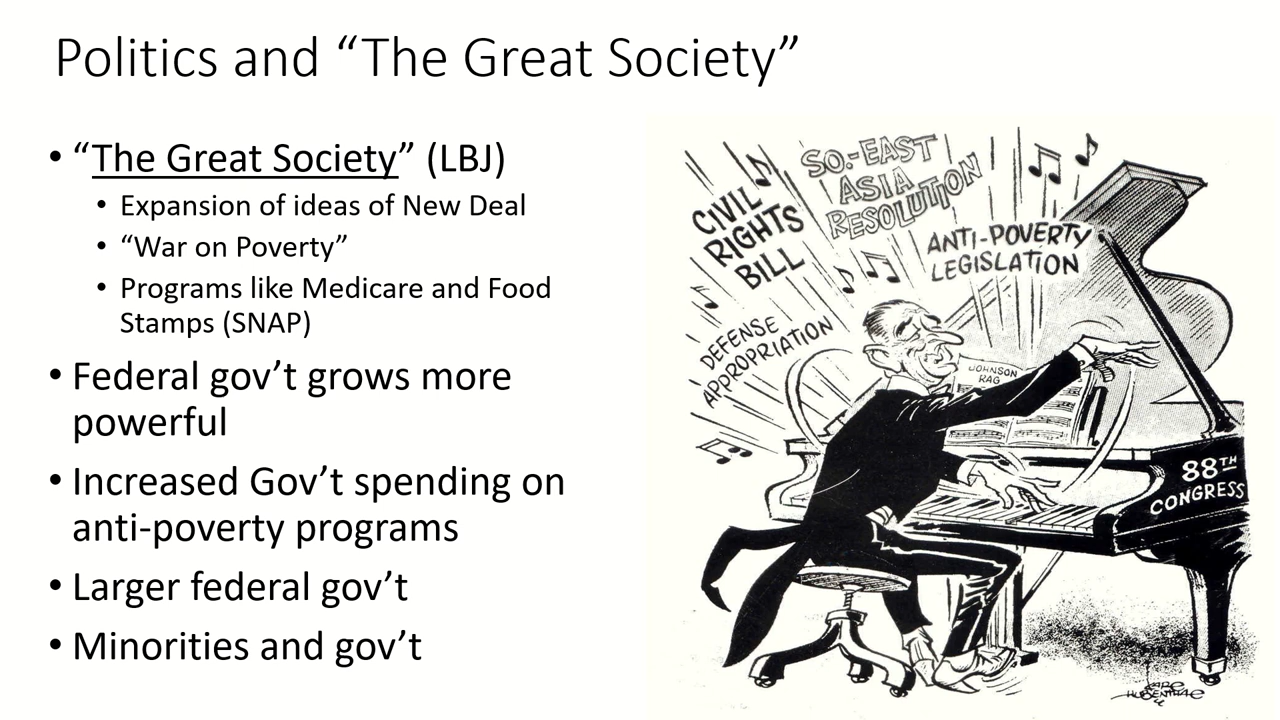 Politics and “The Great Society”
• “The Great Society” (LBJ)
• Expansion of ideas of New Deal
• “War on Poverty”
• Programs like Medicare and Food
Stamps (SNAP)
• Federal gov’t grows more
powerful
• Increased Gov’t spending on
anti-poverty programs
• Larger federal gov’t
• Minorities and gov’t
CIVIL
RIGHTS
BILL
SO.-EAST
ASIA
RESOLUTION
ANTI-POVERTY
LEGISLATION
DEFENSE
APPROPRIATION
JOHNSON
RAG
88TH
CONGRESS